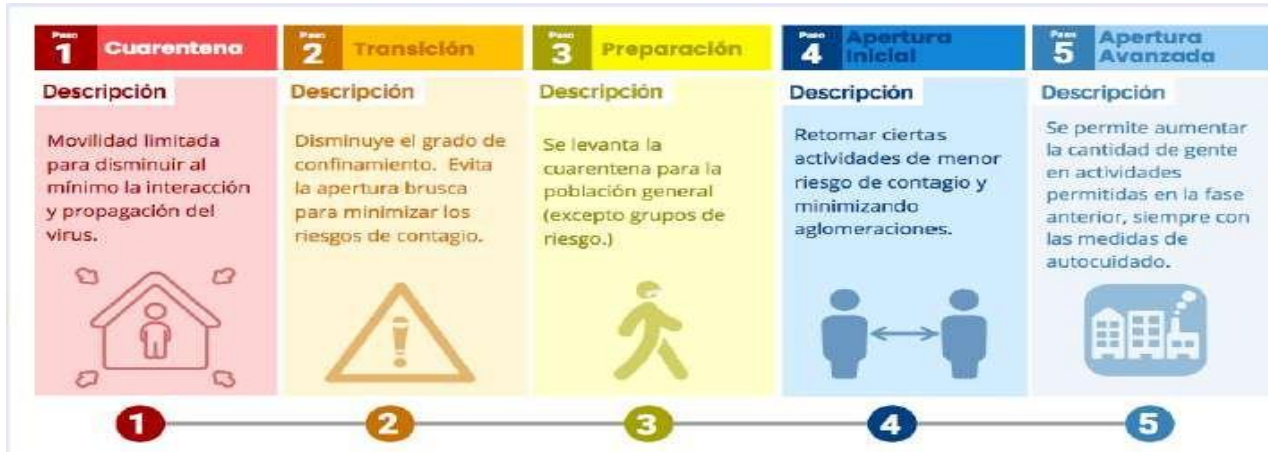 Paso
1 Cuarentena
Descripción
Movilidad limitada
para disminuir al
mínimo la interacción
y propagación del
virus.
Paso
2 Transición
Descripción
Disminuye el grado de
confinamiento. Evita
la apertura brusca
para minimizar los
riesgos de contagio.
Paso
3 Preparación
Descripción
Se levanta la
cuarentena para la
población general
(excepto grupos de
riesgo.)
Paso
4 Apertura
Inicial
Descripción
Retomar ciertas
actividades de menor
riesgo de contagio y
minimizando
aglomeraciones.
Paso
5 Apertura
Avanzada
Descripción
Se permite aumentar
la cantidad de gente
en actividades
permitidas en la fase
anterior, siempre con
las medidas de
autocuidado.
1
2
3
4
5